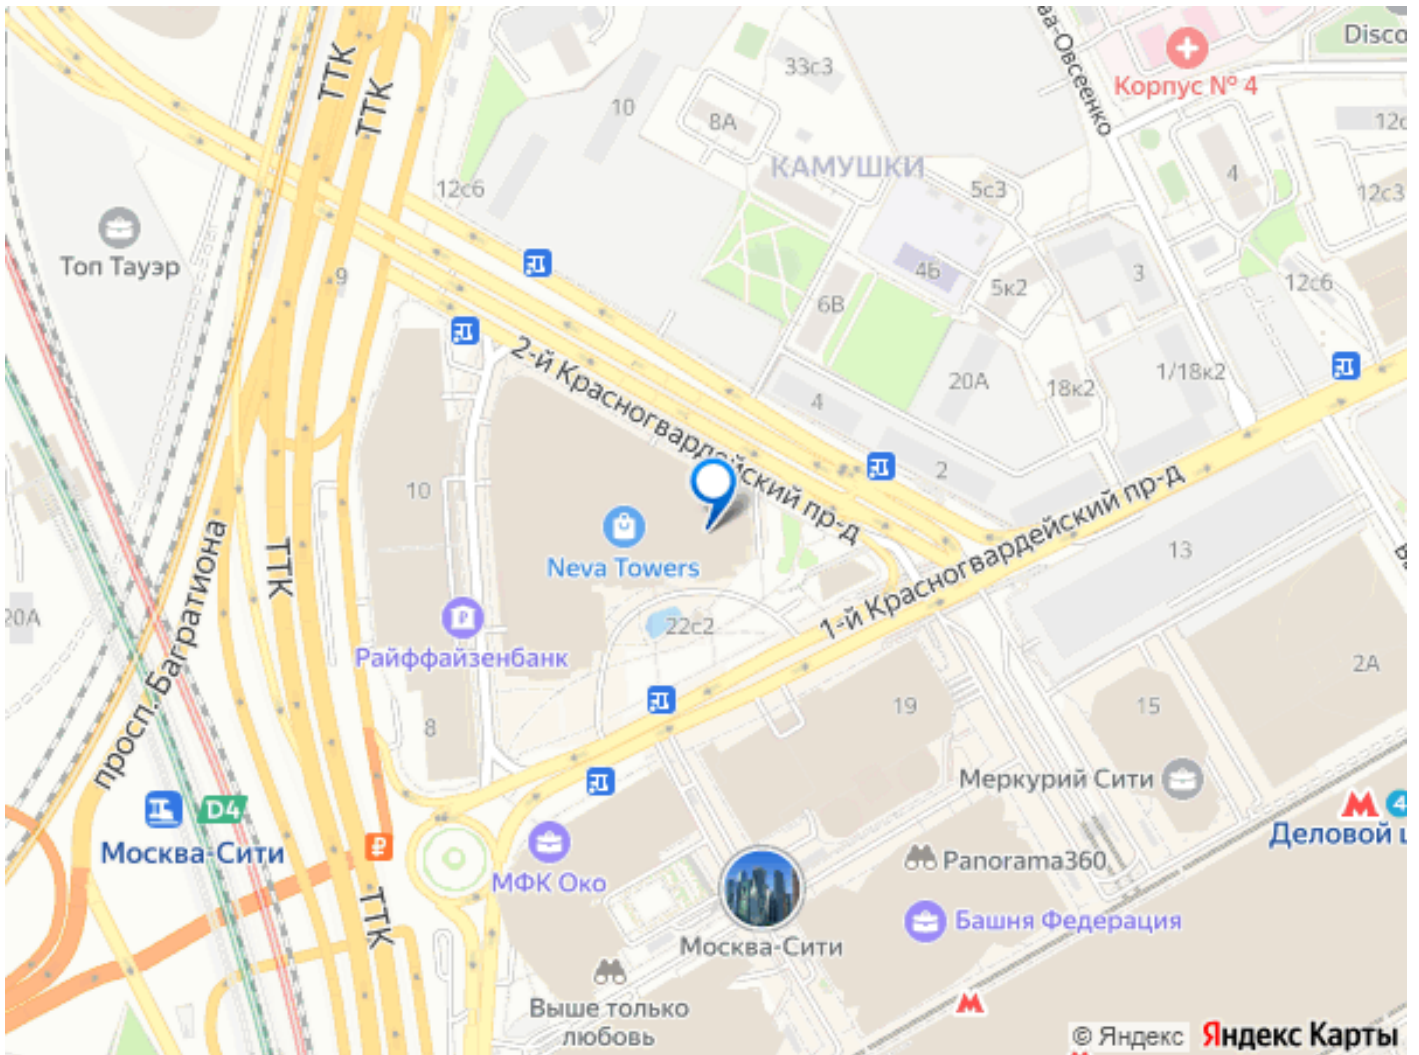 ТТК
ТТК
33с3
10
8А
ва-Овсеенко
Disco
Корпус № 4
12с
КАМУШКИ
12с6
5с3
4
12с3
Топ Тауэр
9
4Б
5к2
3
12с6
6В
2-й Красногвардейский пр-д
20А
18к2
1/18к2
4
2
10
ТТК
просп. Багратиона
Neva Towers
1-й Красногвардейский пр-д
13
20А
22с2
Райффайзенбанк
2А
8
19
15
Меркурий Сити
D4
Москва-Сити
МФК Око
Panorama360
4
Деловой ц
ТТК
Башня Федерация
Москва-Сити
Выше только
любовь
© Яндекс Яндекс Карты